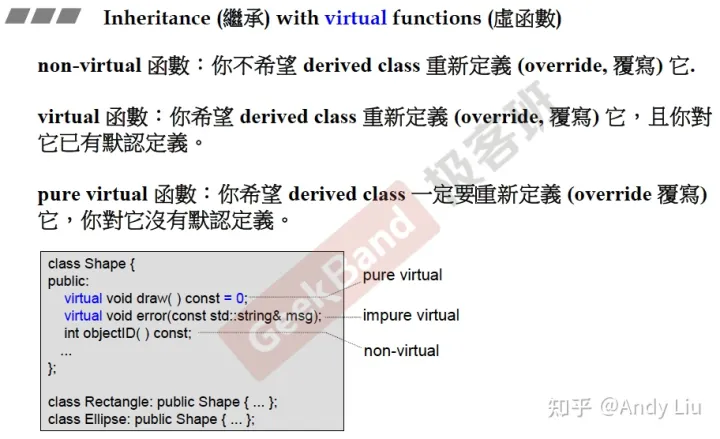 Inheritance (繼承) with virtual functions (虛函數)
non-virtual 函數：你不希望 derived class 重新定義 (override, 覆寫) 它.
virtual 函數：你希望 derived class 重新定義 (override, 覆寫) 它，且你對
它已有默認定義。
pure virtual 函數：你希望 derived class 一定要重新定義 (override 覆寫)
它，你對它沒有默認定義。
class Shape {
public:
virtual void draw( ) const = 0;
pure virtual
virtual void error(const std::string& msg);
impure virtual
int objectID( ) const;
non-virtual
...
};
class Rectangle: public Shape { ... };
class Ellipse: public Shape { ... };
GeekBand 极客班
知乎 @Andy Liu